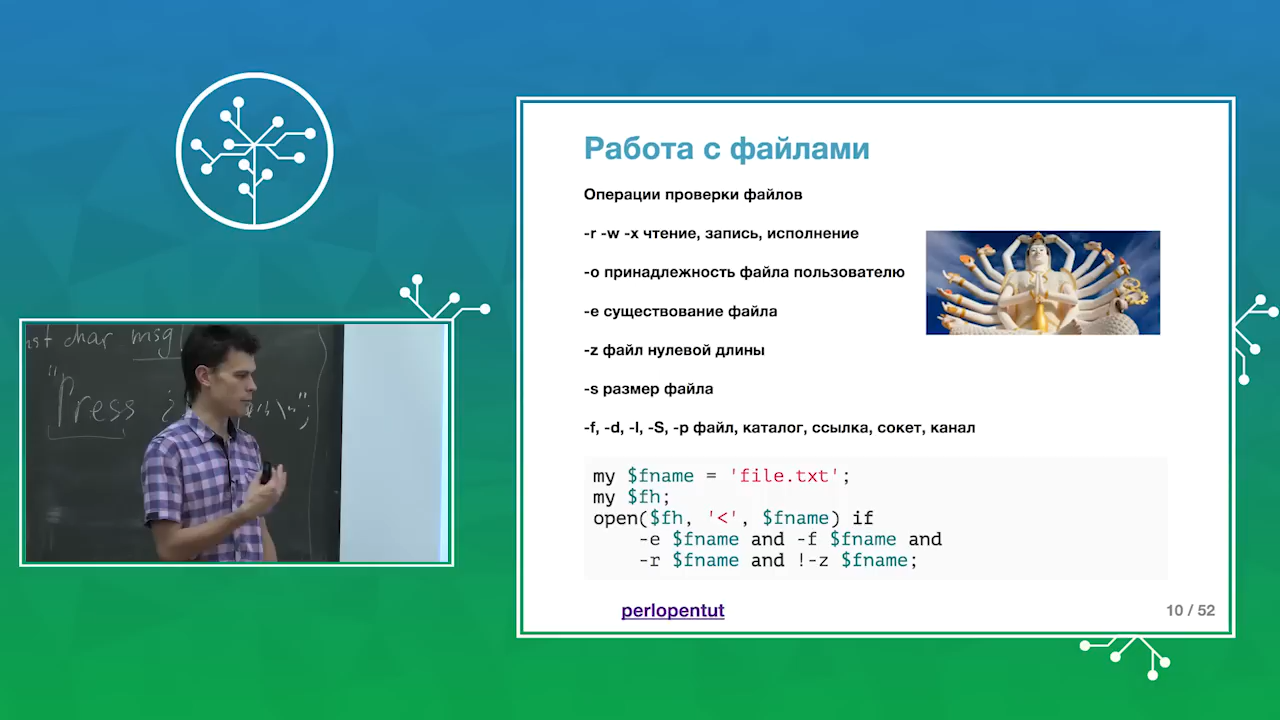 Работа с файлами
Операции проверки файлов
-r -w -x чтение, запись, исполнение
-o принадлежность файла пользователю
-e существование файла
-z файл нулевой длины
-s размер файла
-f, -d, -l, -S, -p файл, каталог, ссылка, сокет, канал
my $fname = 'file.txt';
my $fh;
open($fh, '<', $fname) if
-e $fname and -f $fname and
-r $fname and !-z $fname;
perlopentut
10 / 52
char msg
"Press